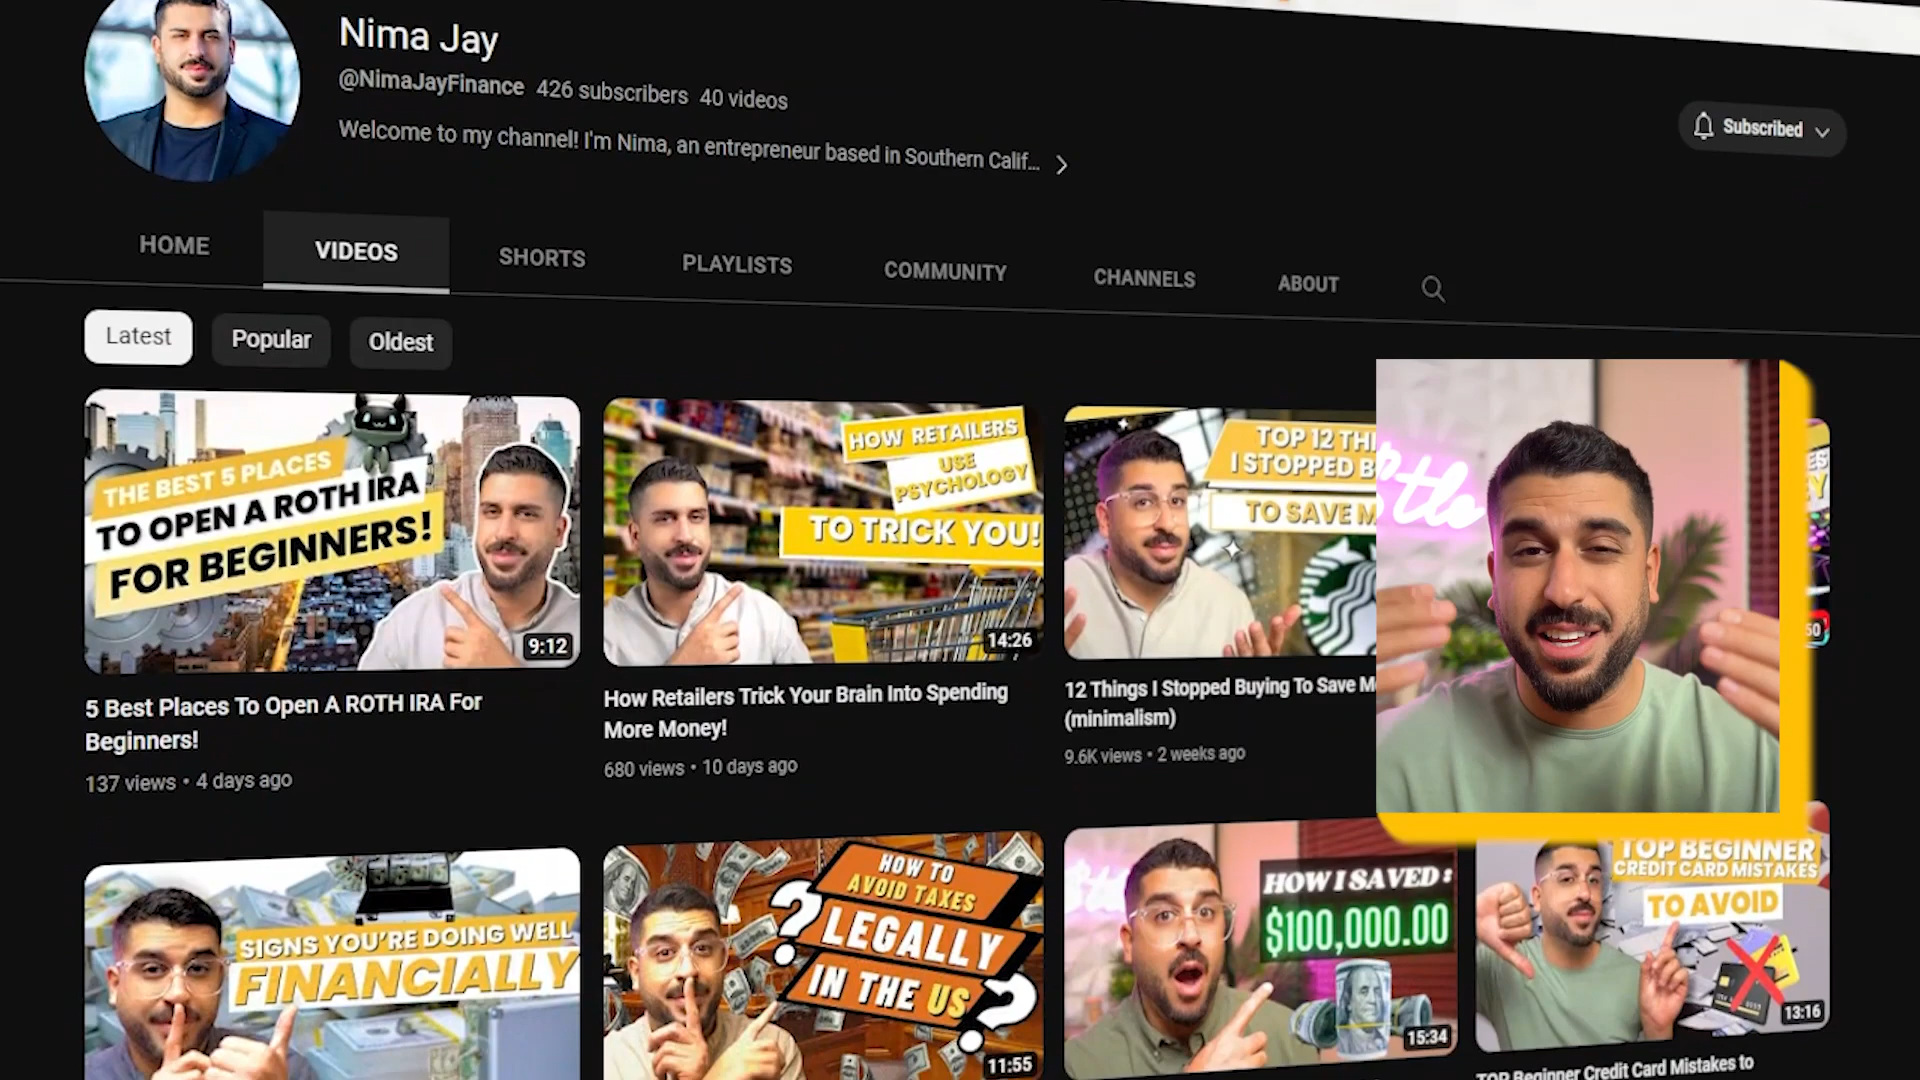 Nima Jay
@NimaJayFinance 426 subscribers 40 videos
Welcome to my channel! I'm Nima, an entrepreneur based in Southern Calif...
Subscribed
HOME VIDEOS SHORTS PLAYLISTS COMMUNITY CHANNELS ABOUT
Latest Popular Oldest
THE BEST 5 PLACES
TO OPEN A ROTH IRA
FOR BEGINNERS!
9:12
HOW RETAILERS
USE
PSYCHOLOGY
TO TRICK YOU!
14:26
TOP 12 THI
I STOPPED B
TO SAVE M
5 Best Places To Open A ROTH IRA For
Beginners!
137 views • 4 days ago
How Retailers Trick Your Brain Into Spending
More Money!
680 views • 10 days ago
12 Things I Stopped Buying To Save M
(minimalism)
9.6K views • 2 weeks ago
SIGNS YOU'RE DOING WELL
FINANCIALLY
HOW TO
AVOID TAXES
LEGALLY
IN THE US
11:55
HOW I SAVED:
$100,000.00
15:34
TOP BEGINNER
CREDIT CARD MISTAKES
TO AVOID
13:16
TOP Beginner Credit Card Mistakes to